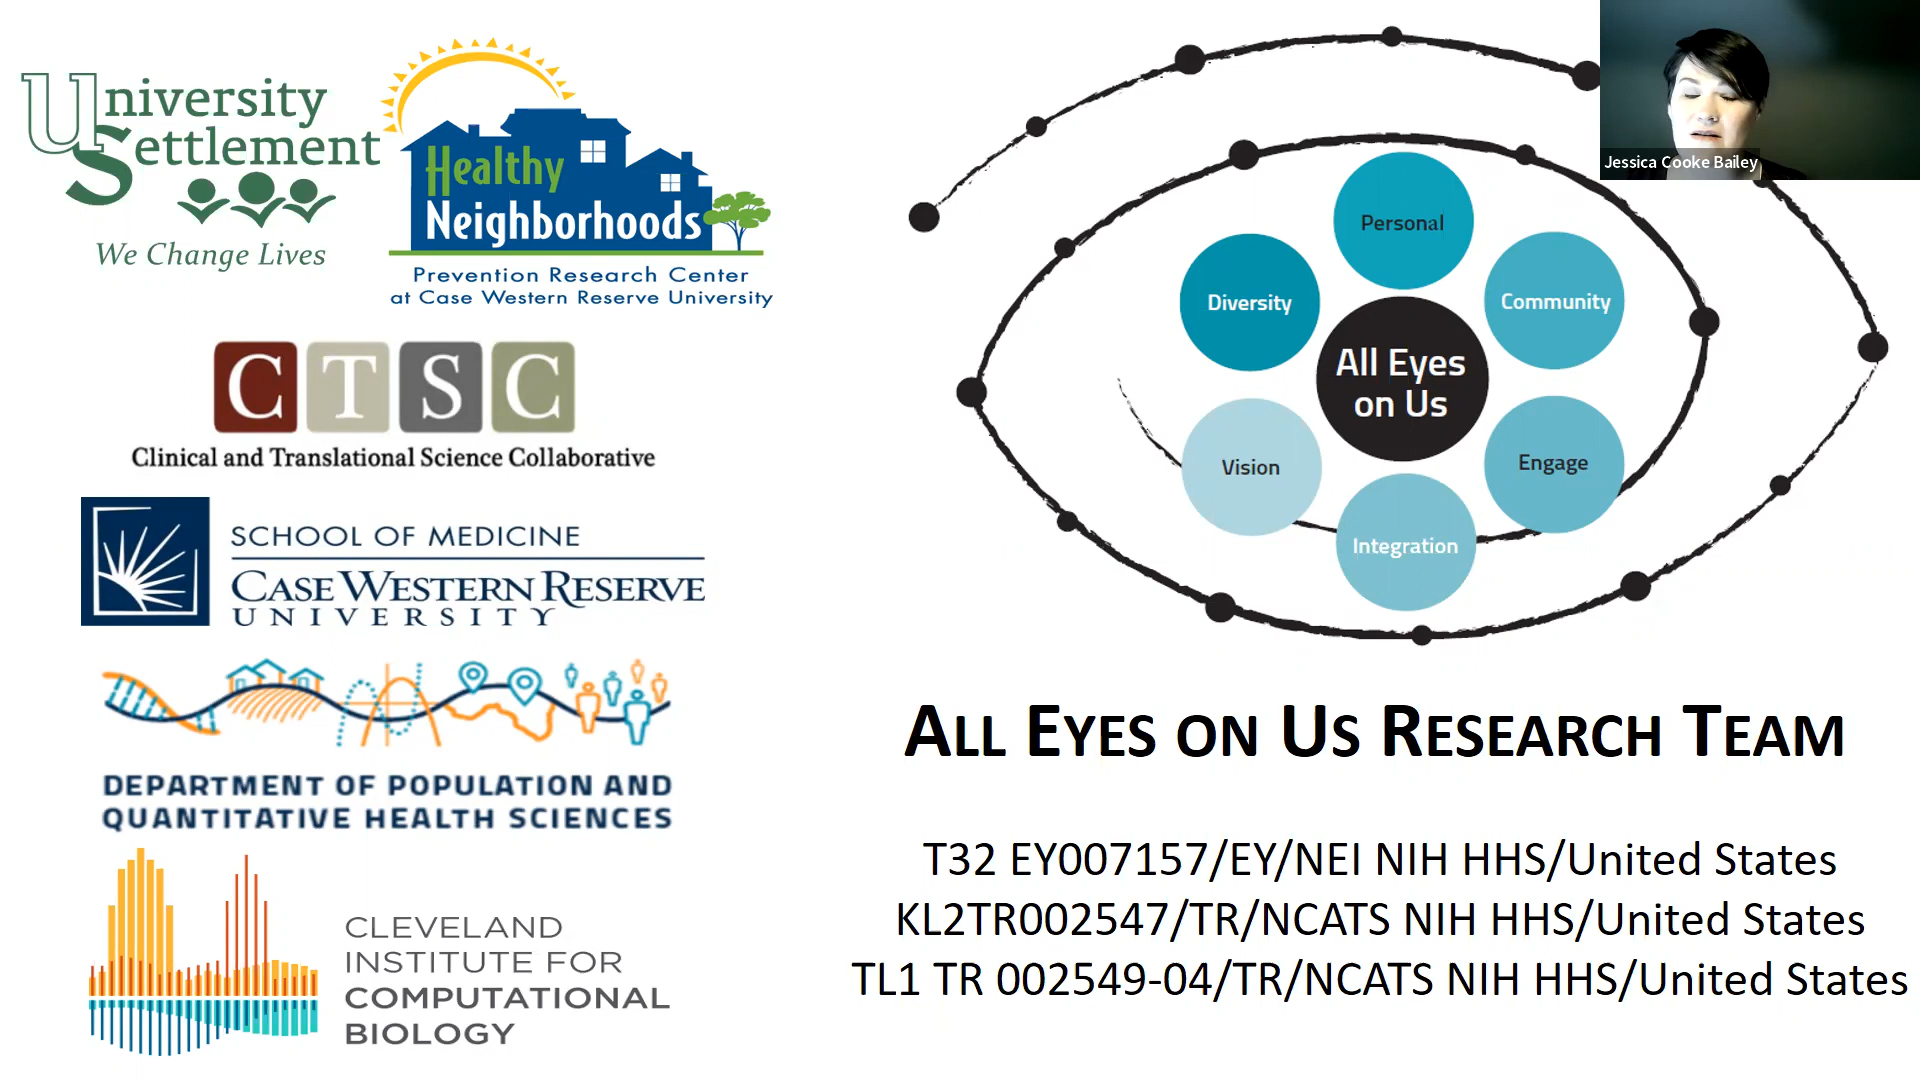 University
Settlement
We Change Lives
Healthy
Neighborhoods
Prevention Research Center
at Case Western Reserve University
CTSC
Clinical and Translational Science Collaborative
SCHOOL OF MEDICINE
CASE WESTERN RESERVE
UNIVERSITY
DEPARTMENT OF POPULATION AND
QUANTITATIVE HEALTH SCIENCES
CLEVELAND
INSTITUTE FOR
COMPUTATIONAL
BIOLOGY
Jessica Cooke Bailey
Personal
Diversity
Community
All Eyes
on Us
Vision
Engage
Integration
ALL EYES ON US RESEARCH TEAM
T32 EY007157/EY/NEI NIH HHS/United States
KL2TR002547/TR/NCATS NIH HHS/United States
TL1 TR 002549-04/TR/NCATS NIH HHS/United States